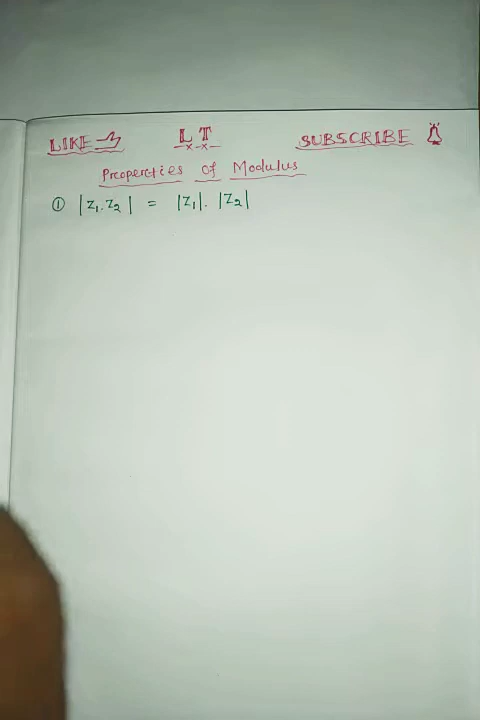 LIKE LT SUBSCRIBE
Properties of Modulus
① |z₁.z₂| = |z₁|.|z₂|